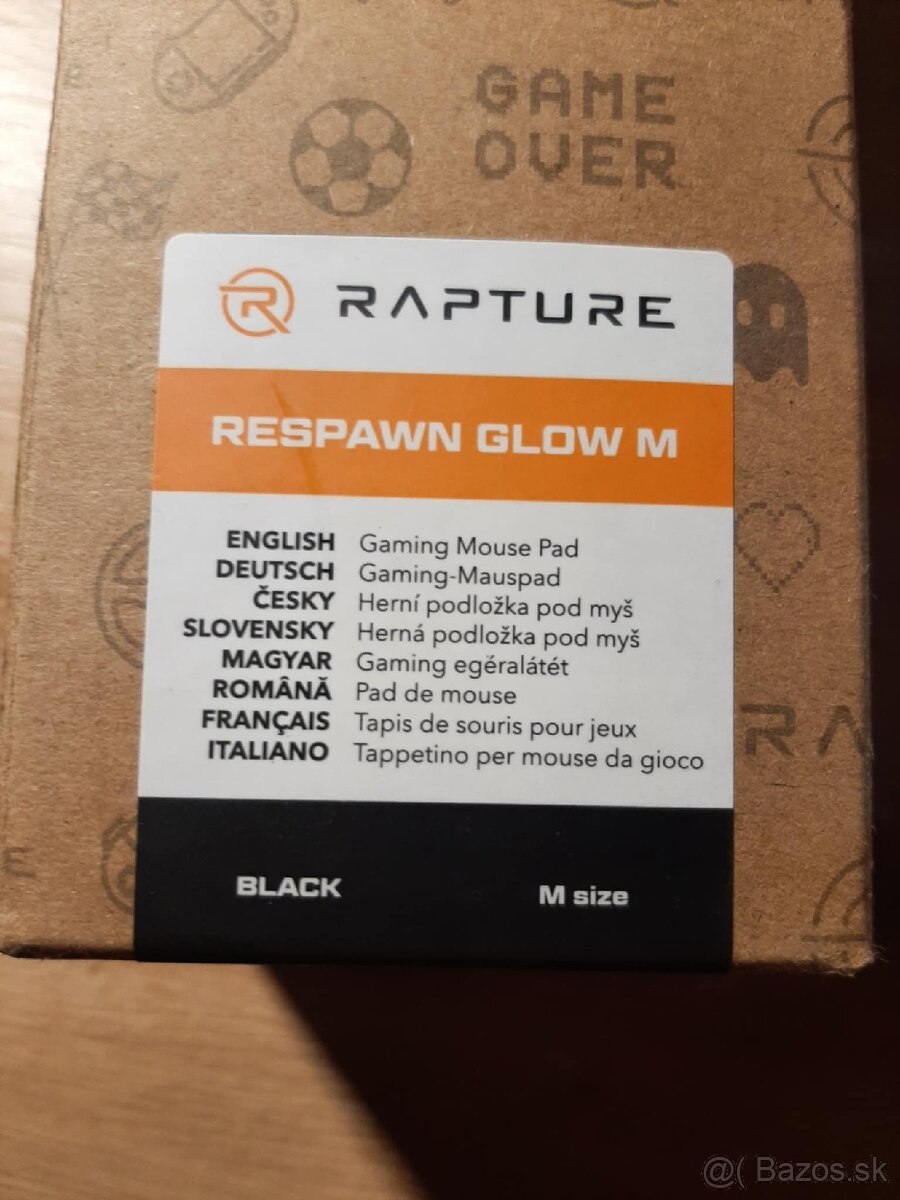 GAME
OVER
RAPTURE
RESPAWN GLOW M
ENGLISH Gaming Mouse Pad
DEUTSCH Gaming-Mauspad
ČESKY Herní podložka pod myš
SLOVENSKY Herná podložka pod myš
MAGYAR Gaming egéralátét
ROMÂNĂ Pad de mouse
FRANÇAIS Tapis de souris pour jeux
ITALIANO Tappetino per mouse da gioco
RA
E
BLACK M size
@( Bazos.sk